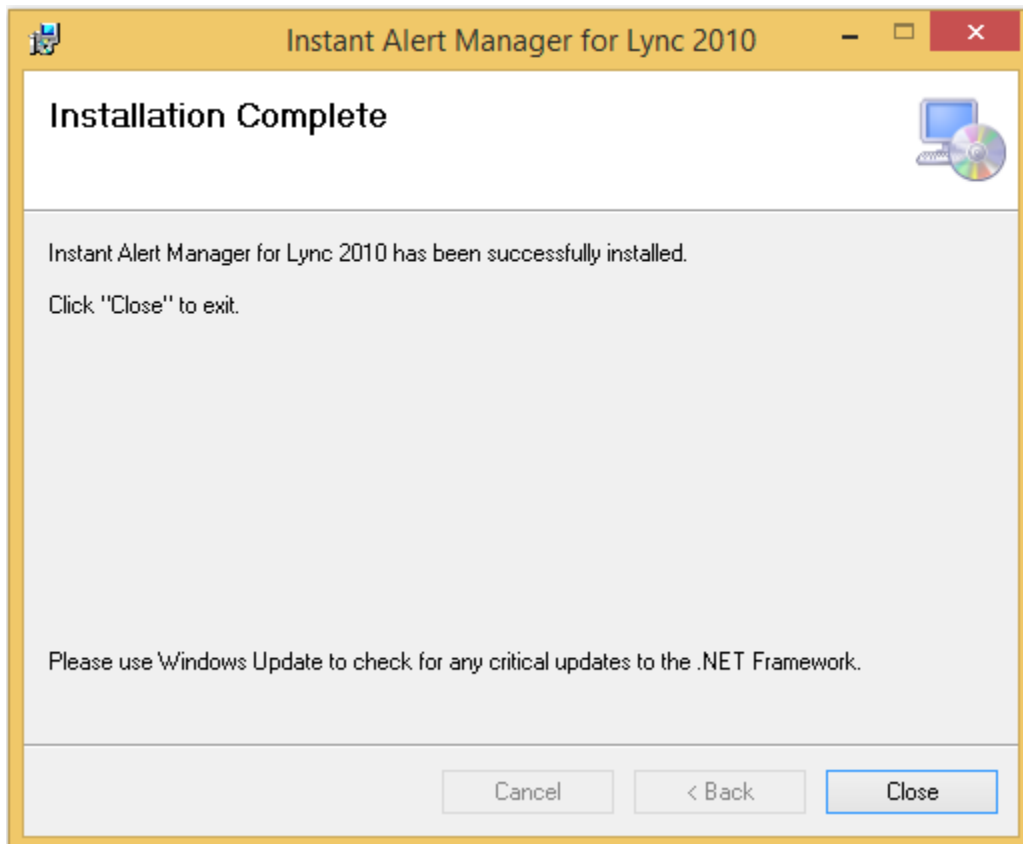 Instant Alert Manager for Lync 2010
Installation Complete
Instant Alert Manager for Lync 2010 has been successfully installed.
Click "Close" to exit.
Please use Windows Update to check for any critical updates to the .NET Framework.
Cancel
< Back
Close